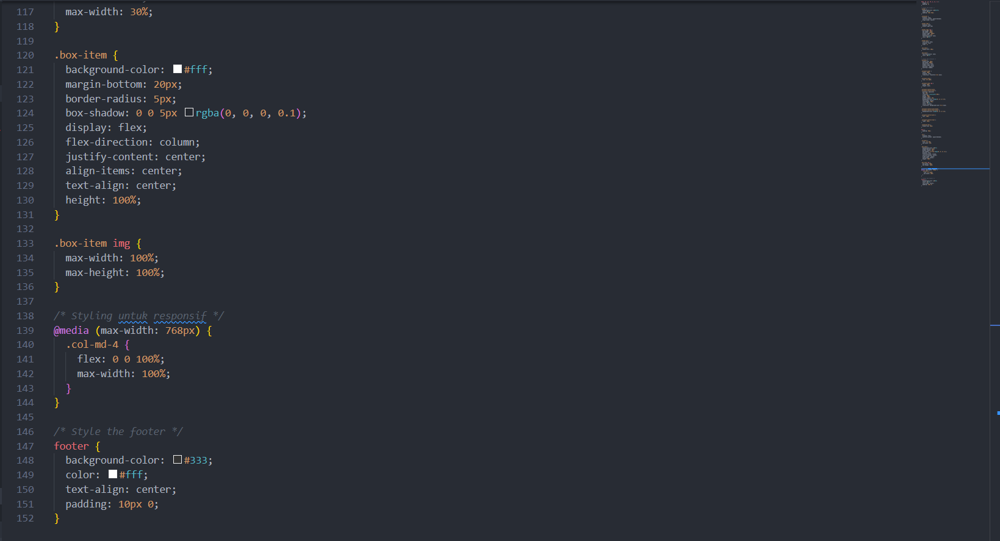 117 max-width: 30%;
118 }
119
120 .box-item {
121 background-color: #fff;
122 margin-bottom: 20px;
123 border-radius: 5px;
124 box-shadow: 0 0 5px rgba(0, 0, 0, 0.1);
125 display: flex;
126 flex-direction: column;
127 justify-content: center;
128 align-items: center;
129 text-align: center;
130 height: 100%;
131 }
132
133 .box-item img {
134 max-width: 100%;
135 max-height: 100%;
136 }
137
138 /* Styling untuk responsif */
139 @media (max-width: 768px) {
140 .col-md-4 {
141 flex: 0 0 100%;
142 max-width: 100%;
143 }
144 }
145
146 /* Style the footer */
147 footer {
148 background-color: #333;
149 color: #fff;
150 text-align: center;
151 padding: 10px 0;
152 }